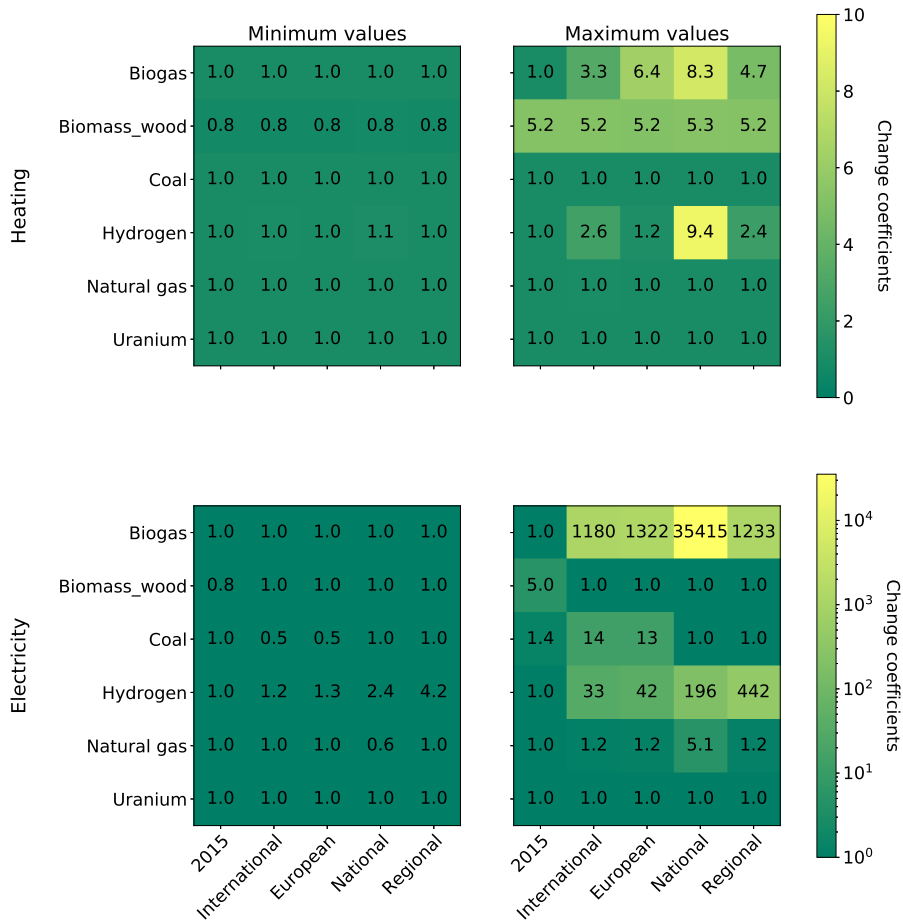 Minimum values
Maximum values
Heating
Biogas 1.0 1.0 1.0 1.0 1.0 1.0 3.3 6.4 8.3 4.7
Biomass_wood 0.8 0.8 0.8 0.8 0.8 5.2 5.2 5.2 5.3 5.2
Coal 1.0 1.0 1.0 1.0 1.0 1.0 1.0 1.0 1.0 1.0
Hydrogen 1.0 1.0 1.0 1.1 1.0 1.0 2.6 1.2 9.4 2.4
Natural gas 1.0 1.0 1.0 1.0 1.0 1.0 1.0 1.0 1.0 1.0
Uranium 1.0 1.0 1.0 1.0 1.0 1.0 1.0 1.0 1.0 1.0
10
8
6
4
2
0
Change coefficients
Electricity
Biogas 1.0 1.0 1.0 1.0 1.0 1.0 1180 1322 35415 1233
Biomass_wood 0.8 1.0 1.0 1.0 1.0 5.0 1.0 1.0 1.0 1.0
Coal 1.0 0.5 0.5 1.0 1.0 1.4 14 13 1.0 1.0
Hydrogen 1.0 1.2 1.3 2.4 4.2 1.0 33 42 196 442
Natural gas 1.0 1.0 1.0 0.6 1.0 1.0 1.2 1.2 5.1 1.2
Uranium 1.0 1.0 1.0 1.0 1.0 1.0 1.0 1.0 1.0 1.0
10⁴
10³
10²
10¹
10⁰
Change coefficients
2015 International European National Regional
2015 International European National Regional